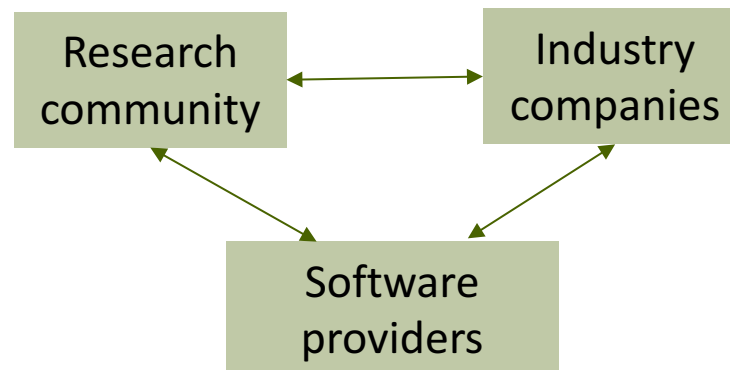 Research
community
Industry
companies
Software
providers